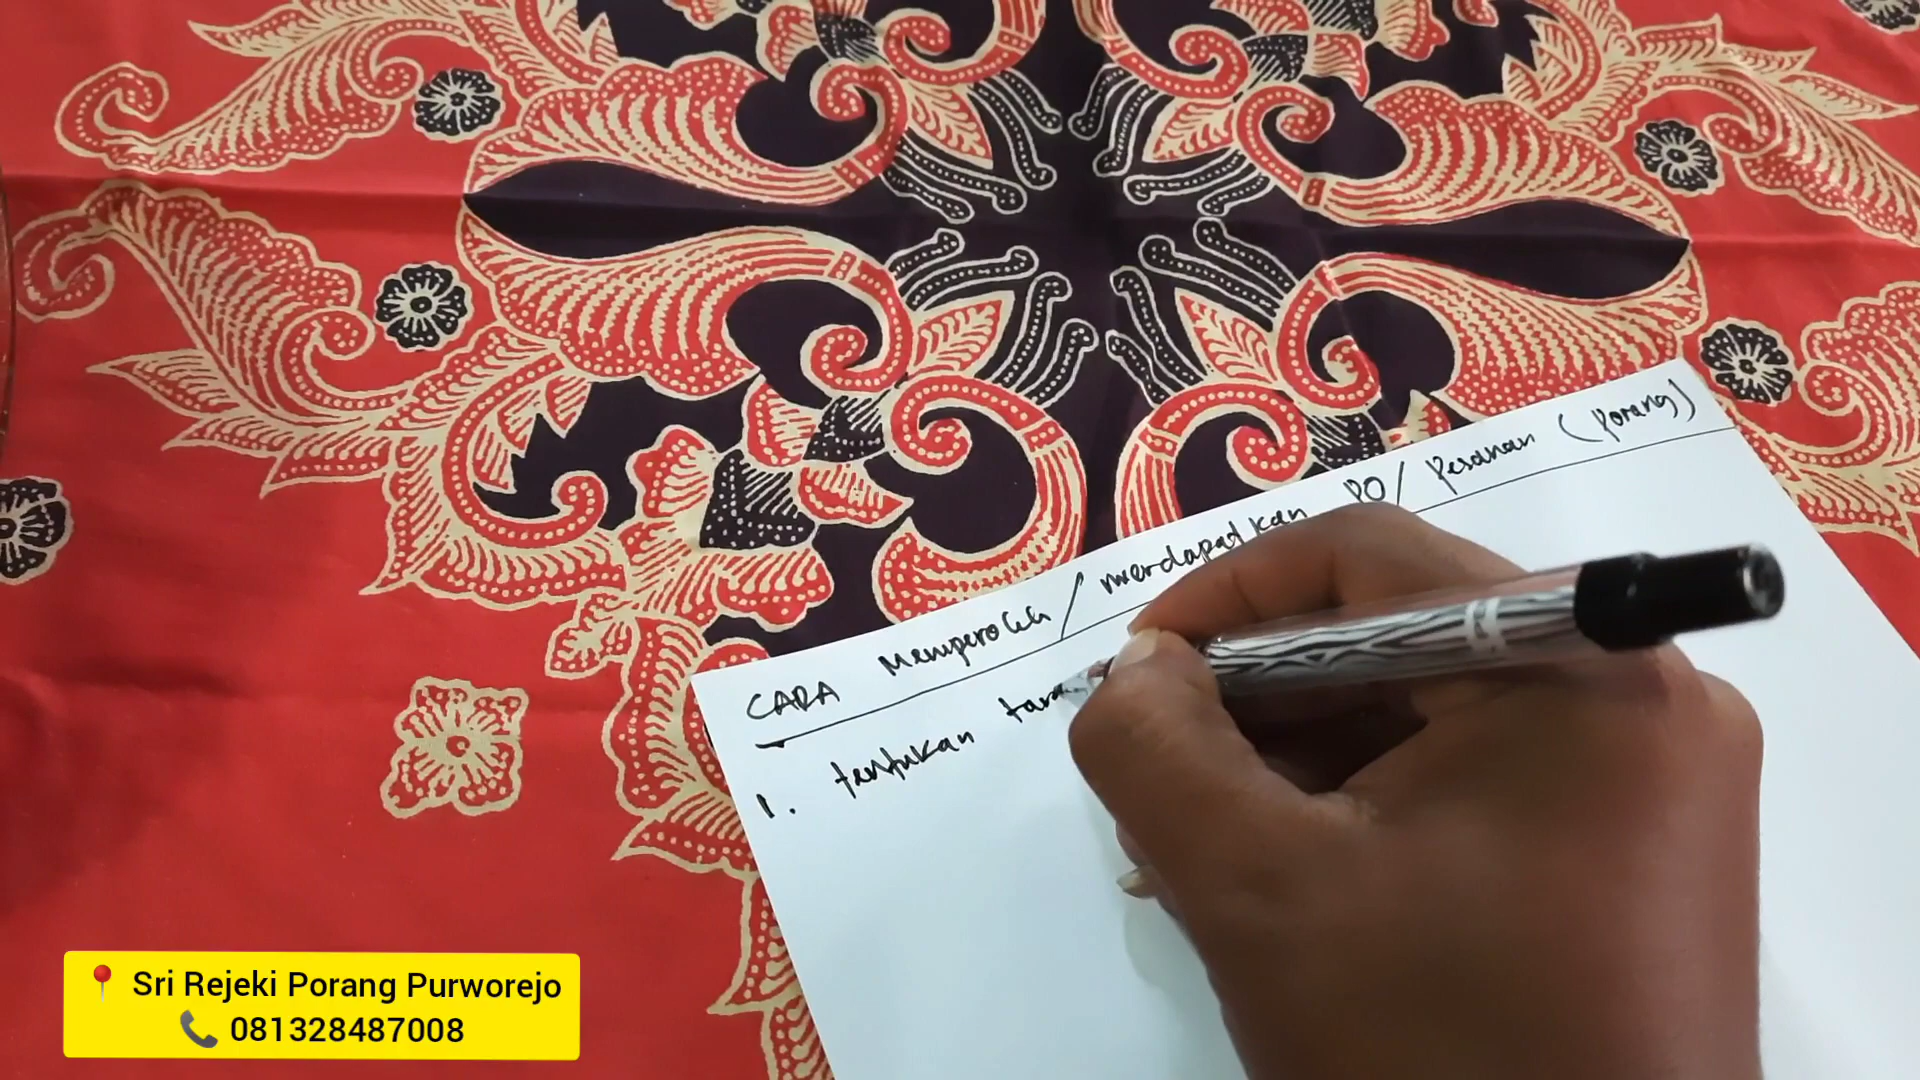 CARA Memperoleh / mendapatkan PO / pesanan (porang)
1. tentukan
Sri Rejeki Porang Purworejo
081328487008